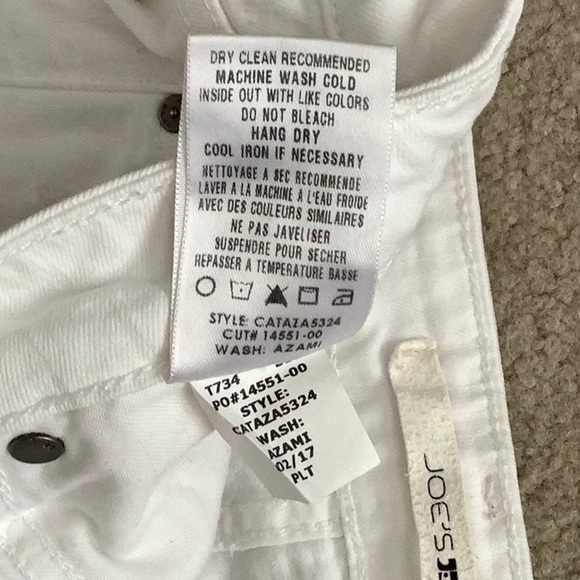 DRY CLEAN RECOMMENDED
MACHINE WASH COLD
INSIDE OUT WITH LIKE COLORS
DO NOT BLEACH
HANG DRY
COOL IRON IF NECESSARY
NETTOYAGE A SEC RECOMMENDE
LAVER A LA MACHINE A L'EAU FROIDE
AVEC DES COULEURS SIMILAIRES
NE PAS JAVELISER
SUSPENDRE POUR SECHER
REPASSER A TEMPERATURE BASSE
STYLE: CATAZA5324
CUT# 14551-00
WASH: AZAMI
T734
PO#14551-00
STYLE:
CATAZA5324
WASH:
AZAMI
02/17
PLT
JOE'S